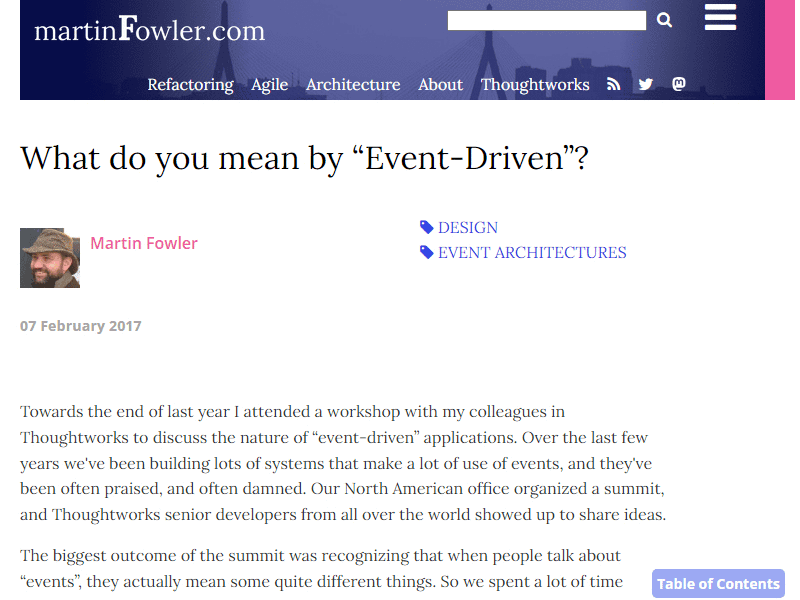 martinFowler.com
Refactoring Agile Architecture About Thoughtworks
What do you mean by “Event-Driven”?
Martin Fowler
DESIGN
EVENT ARCHITECTURES
07 February 2017
Towards the end of last year I attended a workshop with my colleagues in
Thoughtworks to discuss the nature of “event-driven” applications. Over the last few
years we've been building lots of systems that make a lot of use of events, and they've
been often praised, and often damned. Our North American office organized a summit,
and Thoughtworks senior developers from all over the world showed up to share ideas.
The biggest outcome of the summit was recognizing that when people talk about
“events”, they actually mean some quite different things. So we spent a lot of time
Table of Contents